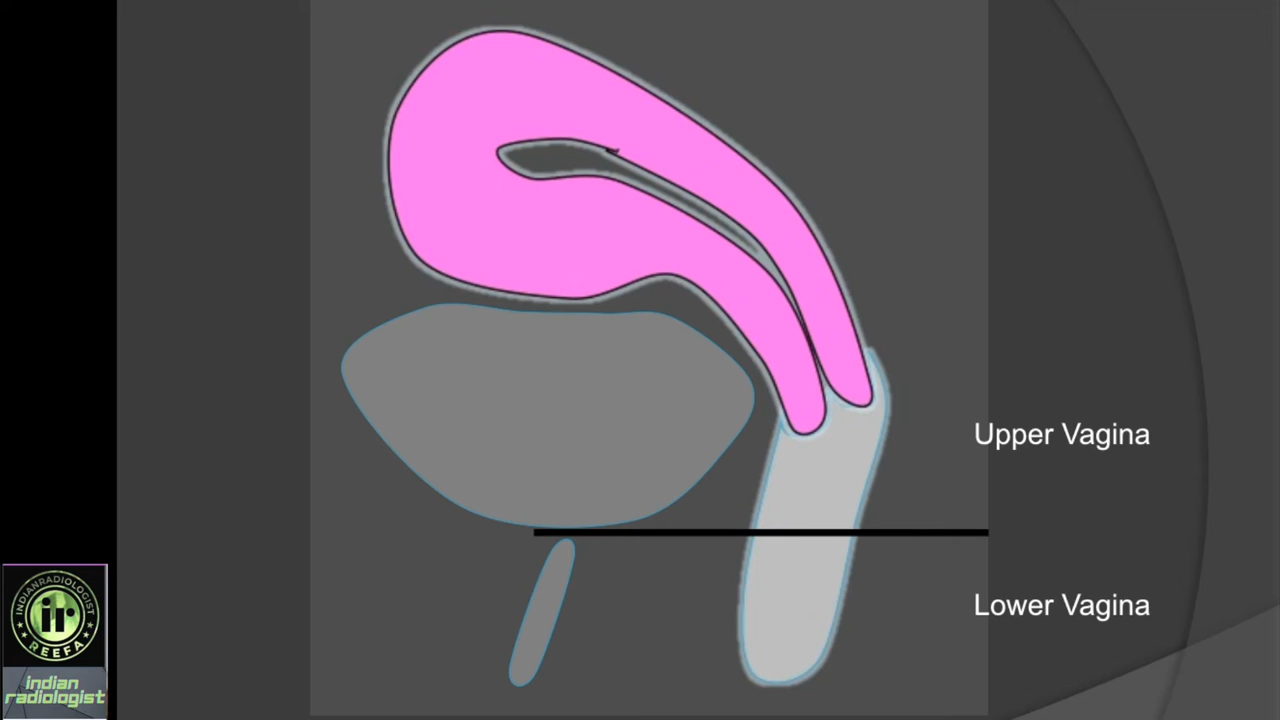 Upper Vagina
Lower Vagina
INDIANRADIOLOGIST
ir
REEFA
indian
radiologist